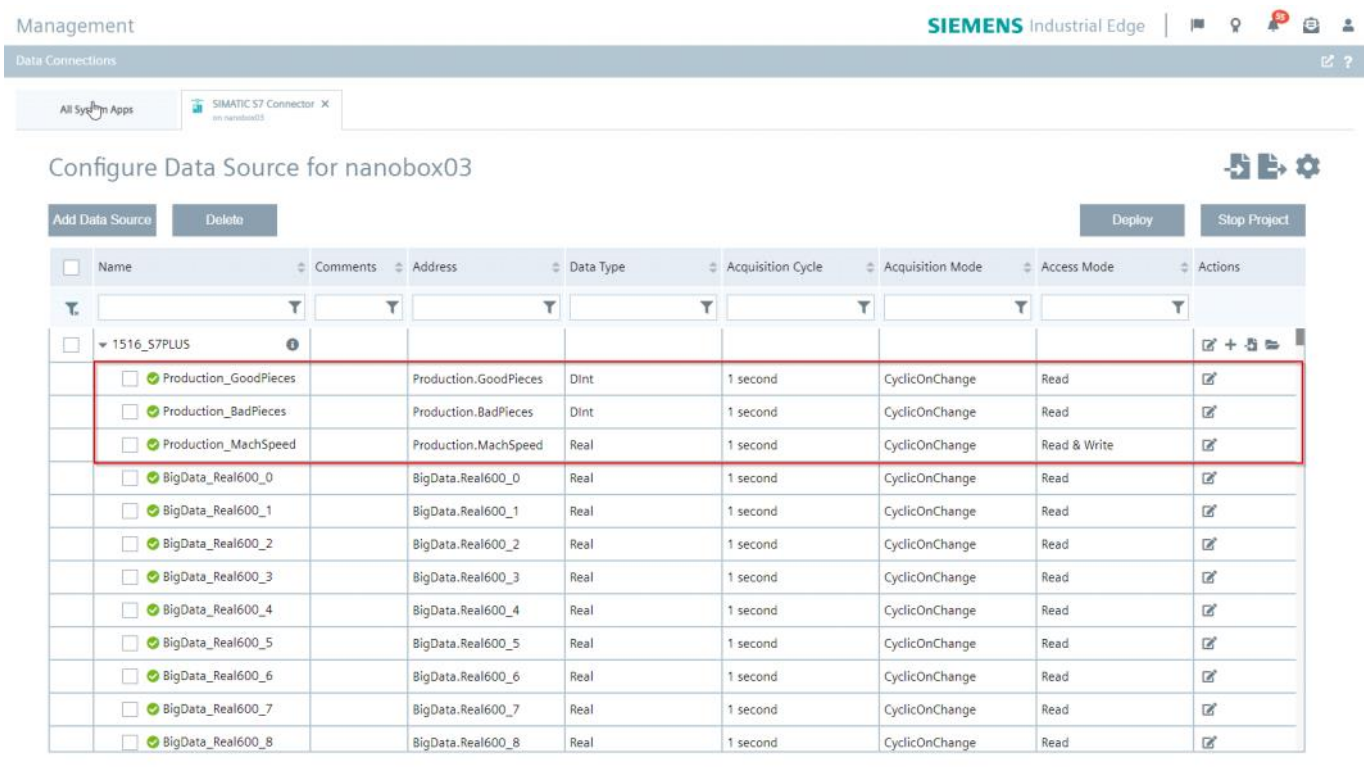 Management
SIEMENS Industrial Edge
55
Data Connections
?
All System Apps
SIMATIC S7 Connector
on nanobox03
Configure Data Source for nanobox03
Add Data Source Delete Deploy Stop Project
Name Comments Address Data Type Acquisition Cycle Acquisition Mode Access Mode Actions
1516_S7PLUS
Production_GoodPieces Production.GoodPieces DInt 1 second CyclicOnChange Read
Production_BadPieces Production.BadPieces DInt 1 second CyclicOnChange Read
Production_MachSpeed Production.MachSpeed Real 1 second CyclicOnChange Read & Write
BigData_Real600_0 BigData.Real600_0 Real 1 second CyclicOnChange Read
BigData_Real600_1 BigData.Real600_1 Real 1 second CyclicOnChange Read
BigData_Real600_2 BigData.Real600_2 Real 1 second CyclicOnChange Read
BigData_Real600_3 BigData.Real600_3 Real 1 second CyclicOnChange Read
BigData_Real600_4 BigData.Real600_4 Real 1 second CyclicOnChange Read
BigData_Real600_5 BigData.Real600_5 Real 1 second CyclicOnChange Read
BigData_Real600_6 BigData.Real600_6 Real 1 second CyclicOnChange Read
BigData_Real600_7 BigData.Real600_7 Real 1 second CyclicOnChange Read
BigData_Real600_8 BigData.Real600_8 Real 1 second CyclicOnChange Read